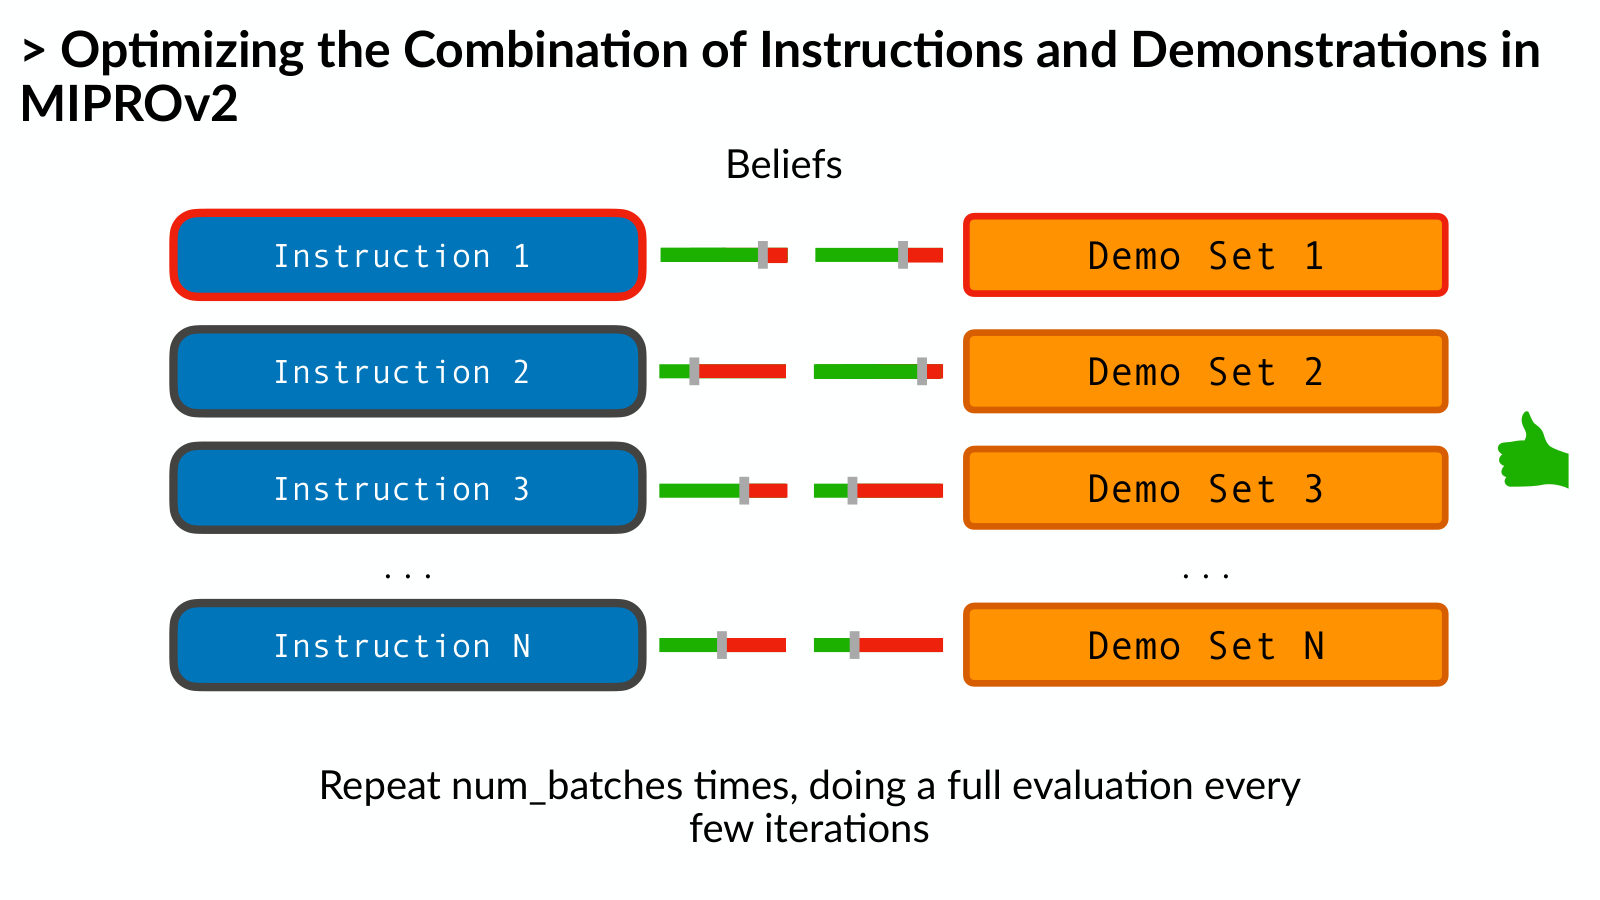 > Optimizing the Combination of Instructions and Demonstrations in
MIPROv2
Beliefs
Instruction 1
Demo Set 1
Instruction 2
Demo Set 2
Instruction 3
Demo Set 3
...
...
Instruction N
Demo Set N
Repeat num_batches times, doing a full evaluation every
few iterations